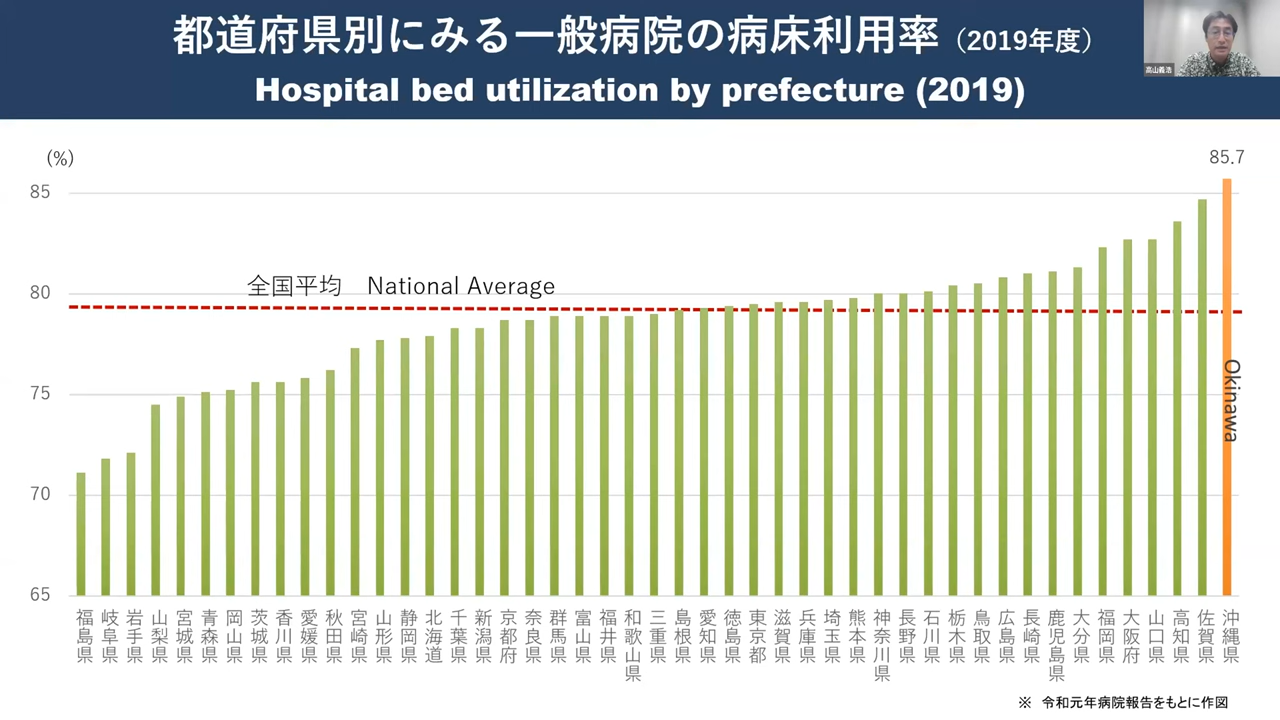 都道府県別にみる一般病院の病床利用率（2019年度）
Hospital bed utilization by prefecture (2019)
高山義浩
(%)
85.7
85
80
75
70
65
全国平均　National Average
Okinawa
福島県
岐阜県
岩手県
山梨県
宮城県
青森県
岡山県
茨城県
香川県
愛媛県
秋田県
宮崎県
山形県
静岡県
北海道
千葉県
新潟県
京都府
奈良県
群馬県
富山県
福井県
和歌山県
三重県
島根県
愛知県
徳島県
東京都
滋賀県
兵庫県
埼玉県
熊本県
神奈川県
長野県
石川県
栃木県
鳥取県
広島県
長崎県
鹿児島県
大分県
福岡県
大阪府
山口県
高知県
佐賀県
沖縄県
※ 令和元年病院報告をもとに作図